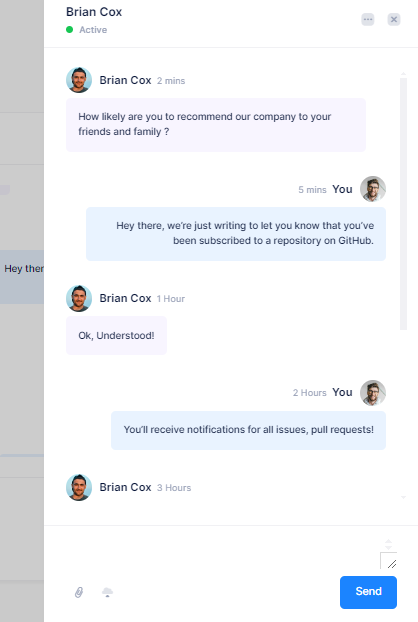 Brian Cox
Active
Brian Cox 2 mins
How likely are you to recommend our company to your
friends and family ?
5 mins You
Hey there, we're just writing to let you know that you've
been subscribed to a repository on GitHub.
Hey ther
Brian Cox 1 Hour
Ok, Understood!
2 Hours You
You'll receive notifications for all issues, pull requests!
Brian Cox 3 Hours
Send